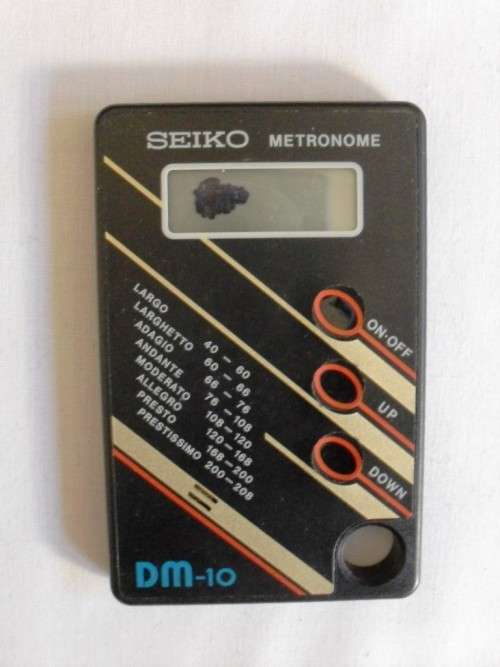 SEIKO METRONOME
LARGO 40 – 60
LARGHETTO 60 – 66
ADAGIO 66 – 76
ANDANTE 76 – 108
MODERATO 108 – 120
ALLEGRO 120 – 168
PRESTO 168 – 200
PRESTISSIMO 200 – 208
ON·OFF
UP
DOWN
DM-10